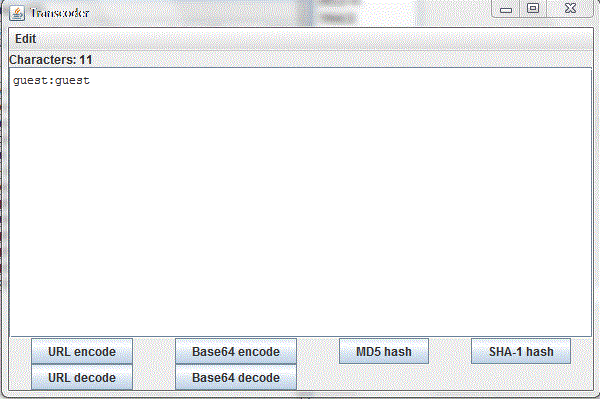 Transcoder
Edit
Characters: 11
guest:guest
URL encode
Base64 encode
MD5 hash
SHA-1 hash
URL decode
Base64 decode